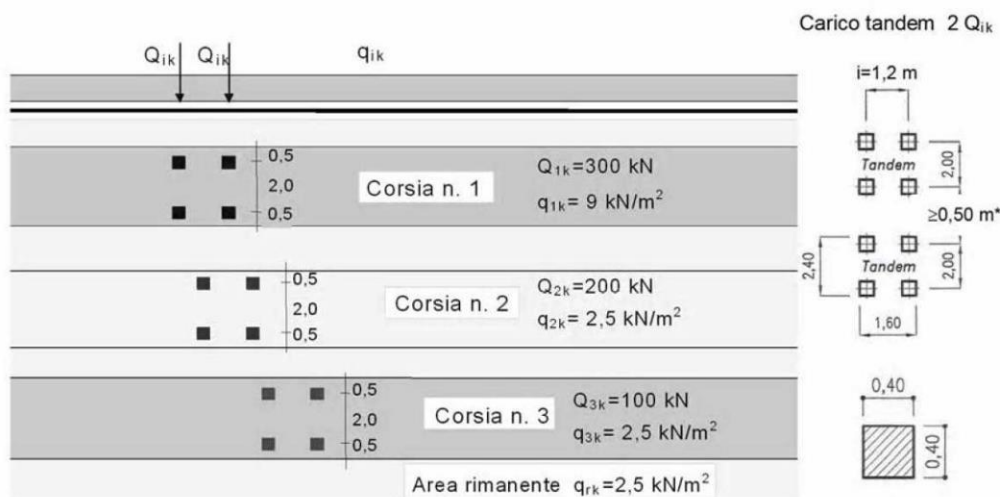 Carico tandem 2 Qik
Qik Qik qik
i=1,2 m
0,5
2,0
0,5
Corsia n. 1
Q1k=300 kN
q1k= 9 kN/m²
Tandem
2,00
≥0,50 m*
0,5
2,0
0,5
Corsia n. 2
Q2k=200 kN
q2k= 2,5 kN/m²
2,40
Tandem
2,00
1,60
0,5
2,0
0,5
Corsia n. 3
Q3k=100 kN
q3k= 2,5 kN/m²
0,40
0,40
Area rimanente qrk=2,5 kN/m²